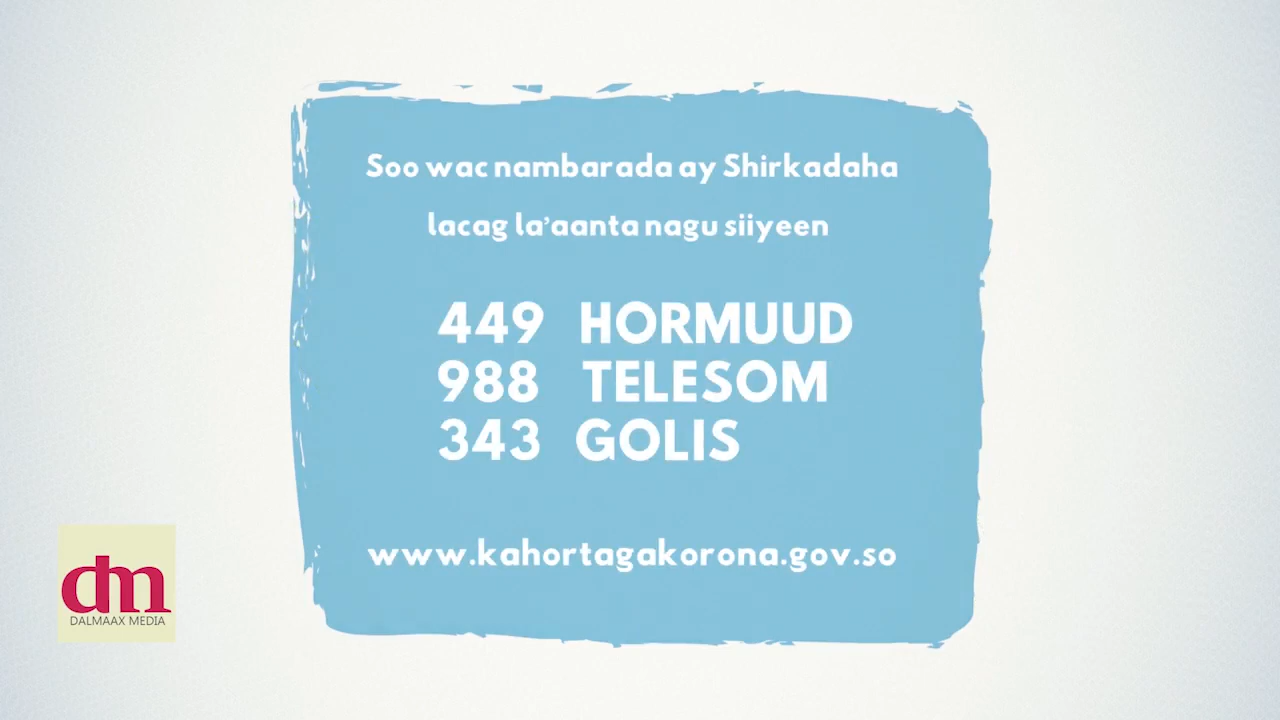 Soo wac nambarada ay Shirkadaha
lacag la'aanta nagu siiyeen
449 HORMUUD
988 TELESOM
343 GOLIS
www.kahortagakorona.gov.so
dm
DALMAAX MEDIA